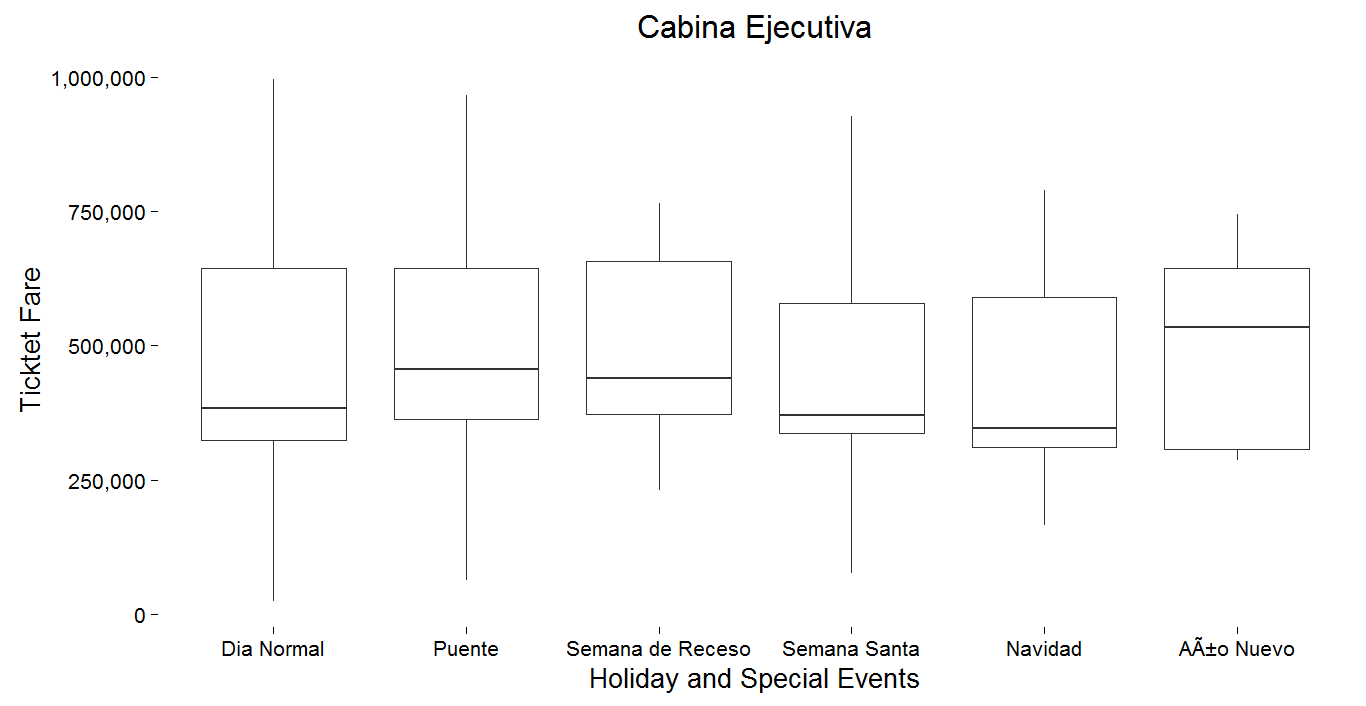 Cabina Ejecutiva
1,000,000
750,000
500,000
250,000
0
Ticktet Fare
Dia Normal Puente Semana de Receso Semana Santa Navidad AÃ±o Nuevo
Holiday and Special Events